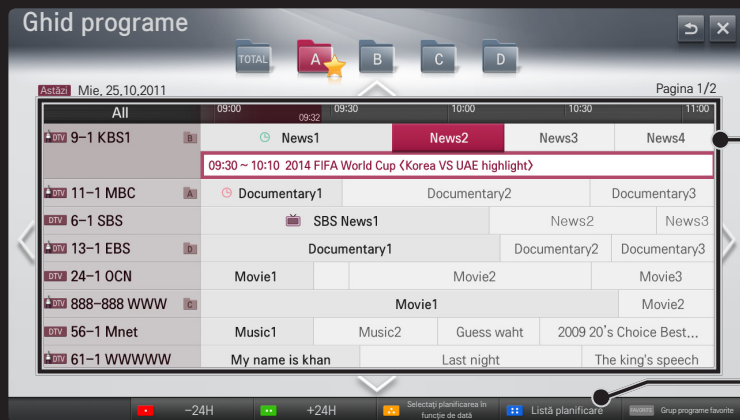 Ghid programe
TOTAL A B C D
Astăzi Mie, 25.10.2011 Pagina 1/2
All 09:00 09:32 09:30 10:00 10:30 11:00
DTV 9-1 KBS1 B News1 News2 News3 News4
09:30 ~ 10:10 2014 FIFA World Cup <Korea VS UAE highlight>
DTV 11-1 MBC A Documentary1 Documentary2 Documentary3
DTV 6-1 SBS SBS News1 News2 News3
DTV 13-1 EBS D Documentary1 Documentary2 Documentary3
DTV 24-1 OCN Movie1 Movie2 Movie3
DTV 888-888 WWW C Movie1 Movie2
DTV 56-1 Mnet Music1 Music2 Guess waht 2009 20's Choice Best...
DTV 61-1 WWWWW My name is khan Last night The king's speech
-24H +24H Selectaţi planificarea în Listă planificare FAVORITE Grup programe favorite
funcţie de dată